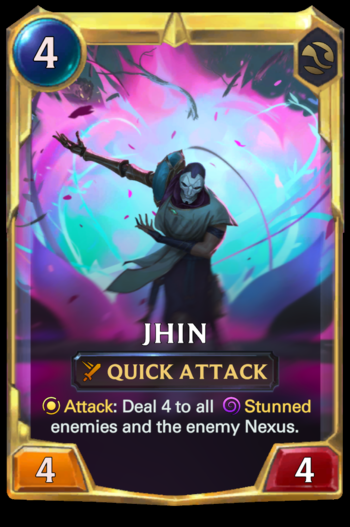 4
JHIN
QUICK ATTACK
Attack: Deal 4 to all Stunned
enemies and the enemy Nexus.
4 4